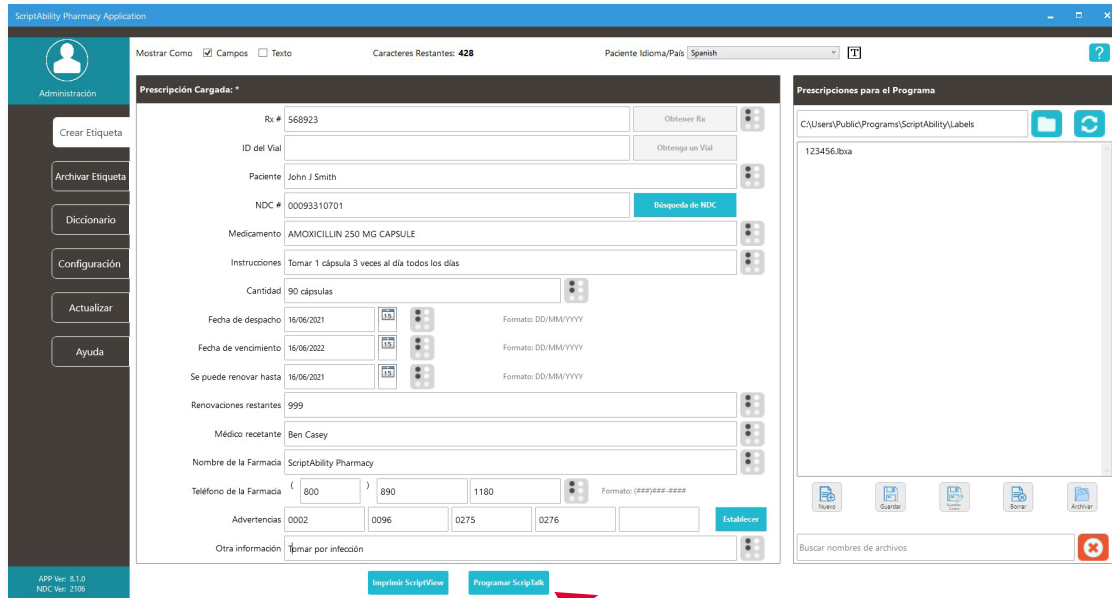 ScriptAbility Pharmacy Application
Mostrar Como Campos Texto Caracteres Restantes: 428 Paciente Idioma/País Spanish T ?
Administración
Crear Etiqueta
Archivar Etiqueta
Diccionario
Configuración
Actualizar
Ayuda
APP Ver: 8.1.0
NDC Ver: 2106
Prescripción Cargada: *
Rx # 568923 Obtener Rx
ID del Vial Obtenga un Vial
Paciente John J Smith
NDC # 00093310701 Búsqueda de NDC
Medicamento AMOXICILLIN 250 MG CAPSULE
Instrucciones Tomar 1 cápsula 3 veces al día todos los días
Cantidad 90 cápsulas
Fecha de despacho 16/06/2021 15 Formato: DD/MM/YYYY
Fecha de vencimiento 16/06/2022 15 Formato: DD/MM/YYYY
Se puede renovar hasta 16/06/2021 15 Formato: DD/MM/YYYY
Renovaciones restantes 999
Médico recetante Ben Casey
Nombre de la Farmacia ScriptAbility Pharmacy
Teléfono de la Farmacia ( 800 ) 890 1180 Formato: (###)###-####
Advertencias 0002 0096 0275 0276 Establecer
Otra información Tomar por infección
Imprimir ScriptView Programar ScripTalk
Prescripciones para el Programa
C:\Users\Public\Programs\ScriptAbility\Labels
123456.lbxa
Nuevo Guardar Guardar Como Borrar Archivar
Buscar nombres de archivos